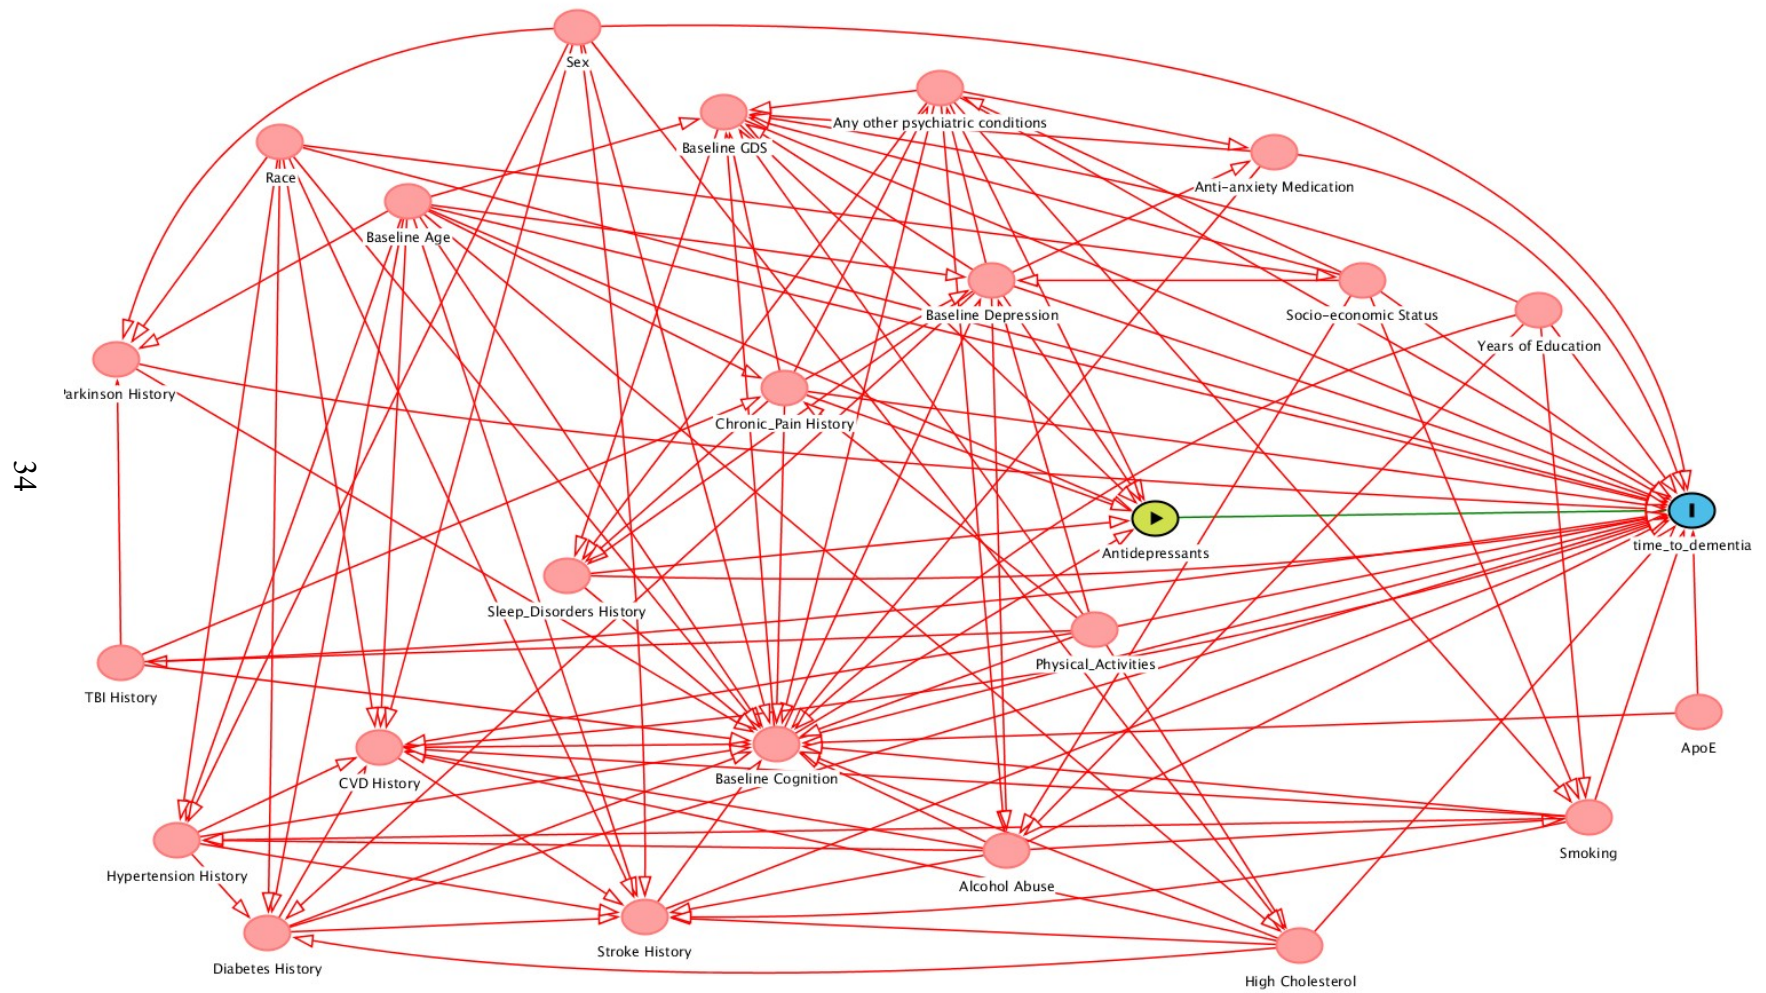 Sex
Any other psychiatric conditions
Baseline GDS
Race
Anti-anxiety Medication
Baseline Age
Baseline Depression
Socio-economic Status
Years of Education
arkinson History
Chronic_Pain History
34
Antidepressants
time_to_dementia
Sleep_Disorders History
Physical_Activities
TBI History
ApoE
CVD History
Baseline Cognition
Smoking
Hypertension History
Alcohol Abuse
Stroke History
Diabetes History
High Cholesterol